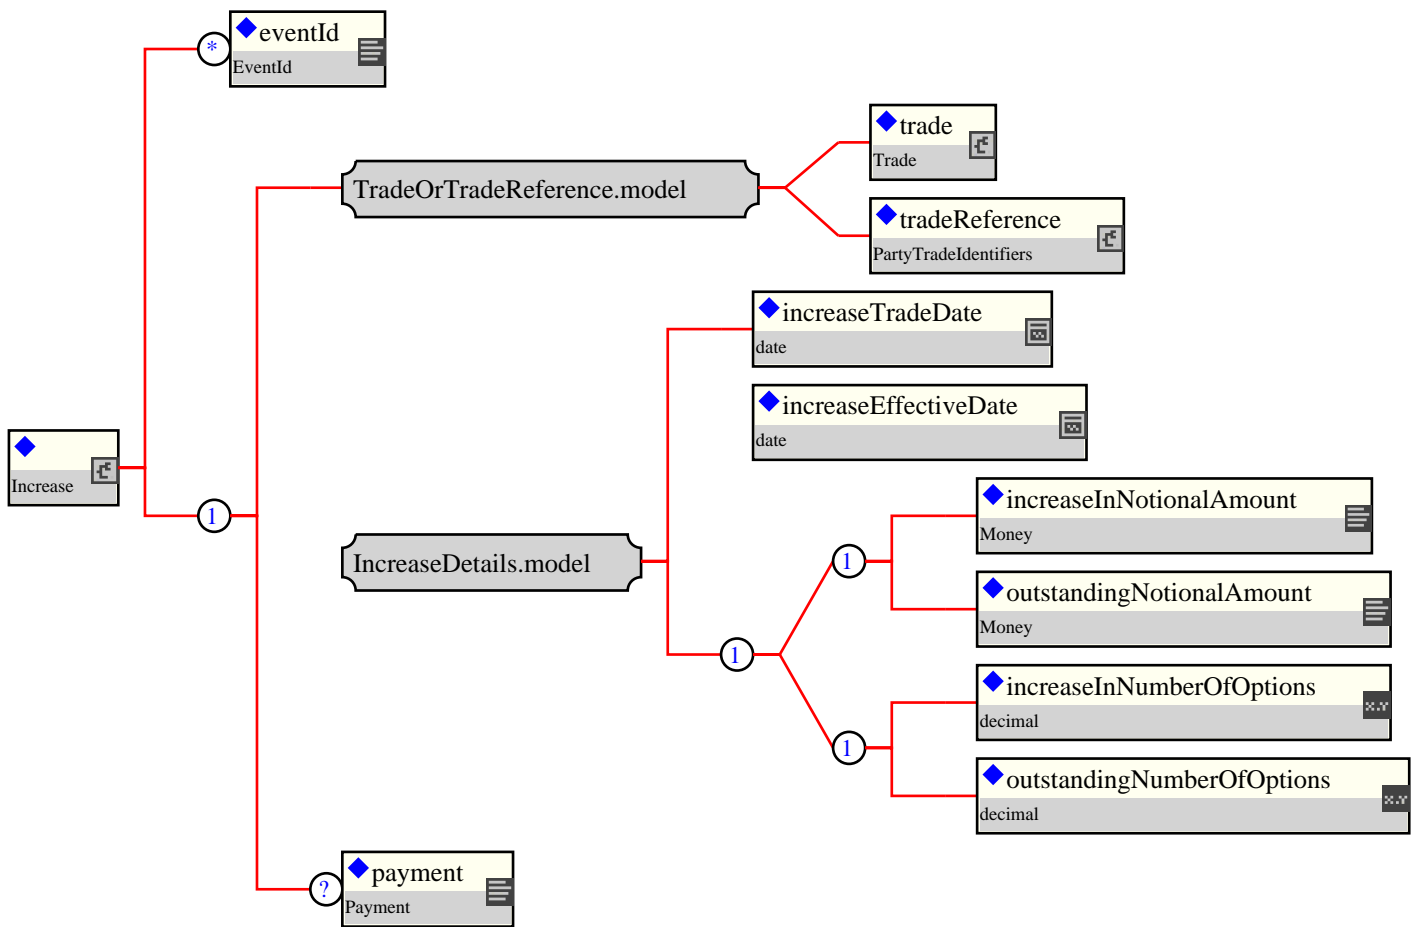 *
eventId
EventId
trade
Trade
TradeOrTradeReference.model
tradeReference
PartyTradeIdentifiers
increaseTradeDate
date
increaseEffectiveDate
date
Increase
1
increaseInNotionalAmount
Money
IncreaseDetails.model
1
outstandingNotionalAmount
Money
1
increaseInNumberOfOptions
decimal
x.Y
1
outstandingNumberOfOptions
decimal
x.Y
?
payment
Payment